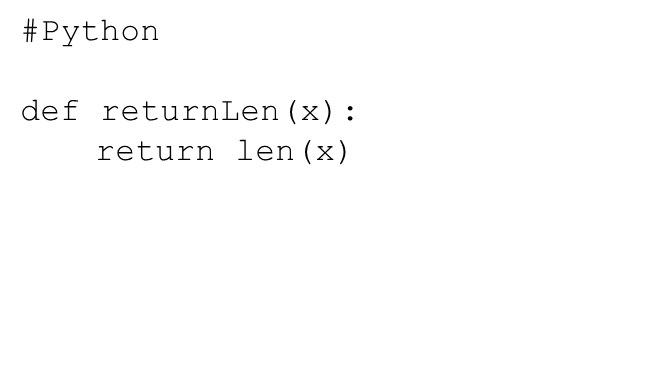 #Python
def returnLen(x):
    return len(x)